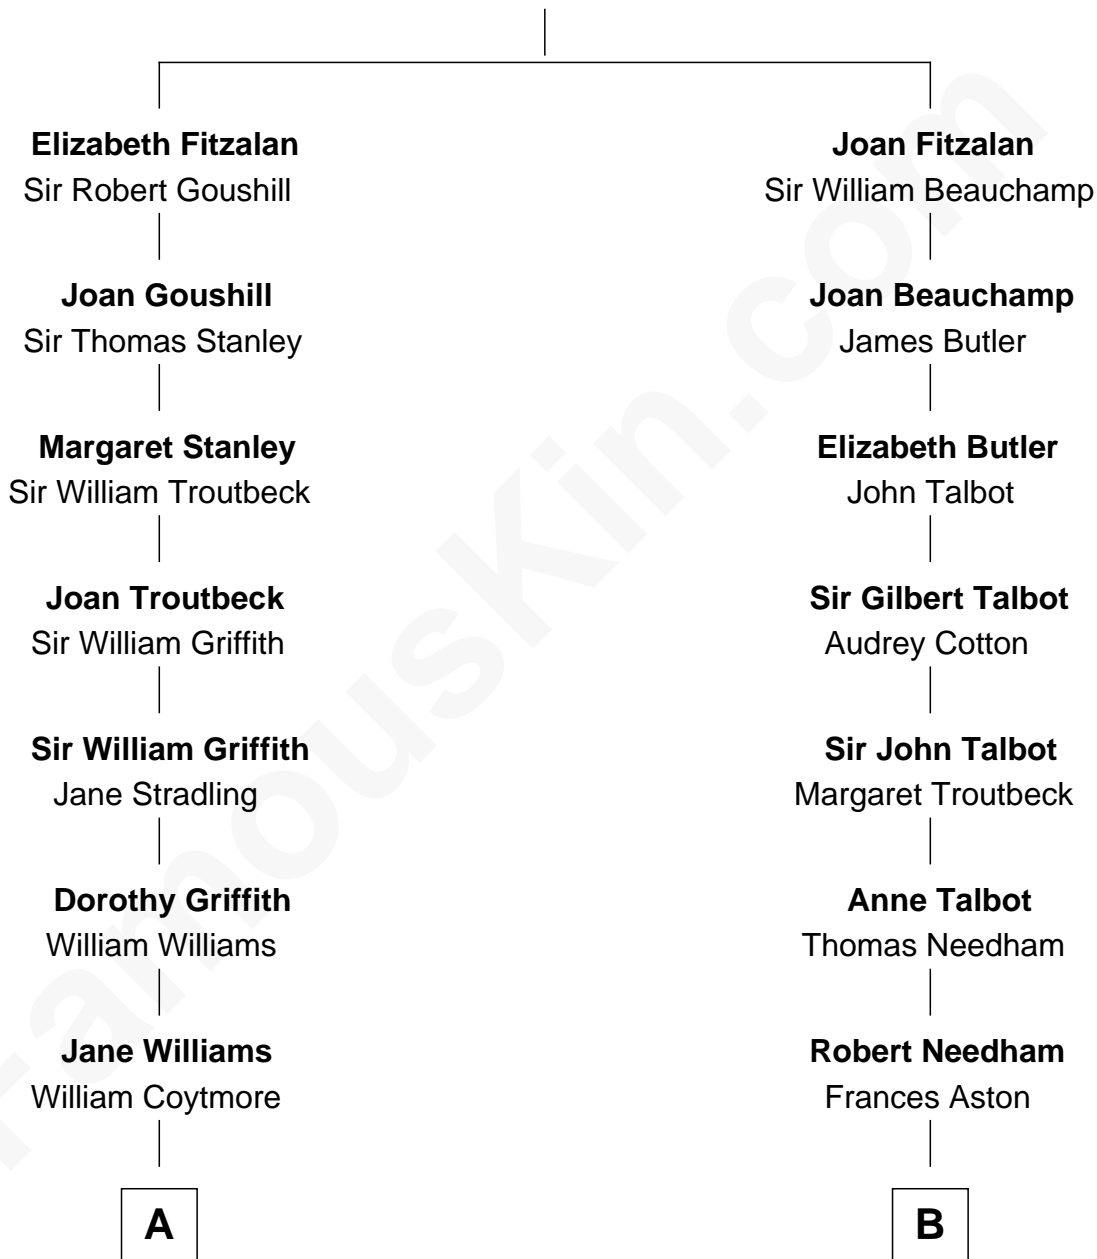 Elizabeth Fitzalan
Sir Robert Goushill
Joan Goushill
Sir Thomas Stanley
Margaret Stanley
Sir William Troutbeck
Joan Troutbeck
Sir William Griffith
Sir William Griffith
Jane Stradling
Dorothy Griffith
William Williams
Jane Williams
William Coytmore
A
Joan Fitzalan
Sir William Beauchamp
Joan Beauchamp
James Butler
Elizabeth Butler
John Talbot
Sir Gilbert Talbot
Audrey Cotton
Sir John Talbot
Margaret Troutbeck
Anne Talbot
Thomas Needham
Robert Needham
Frances Aston
B
FamousKin.com